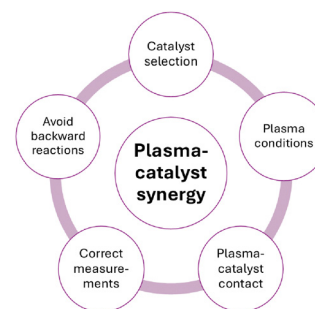 Catalyst
selection
Plasma
conditions
Plasma-
catalyst
contact
Correct
measure-
ments
Avoid
backward
reactions
Plasma-
catalyst
synergy